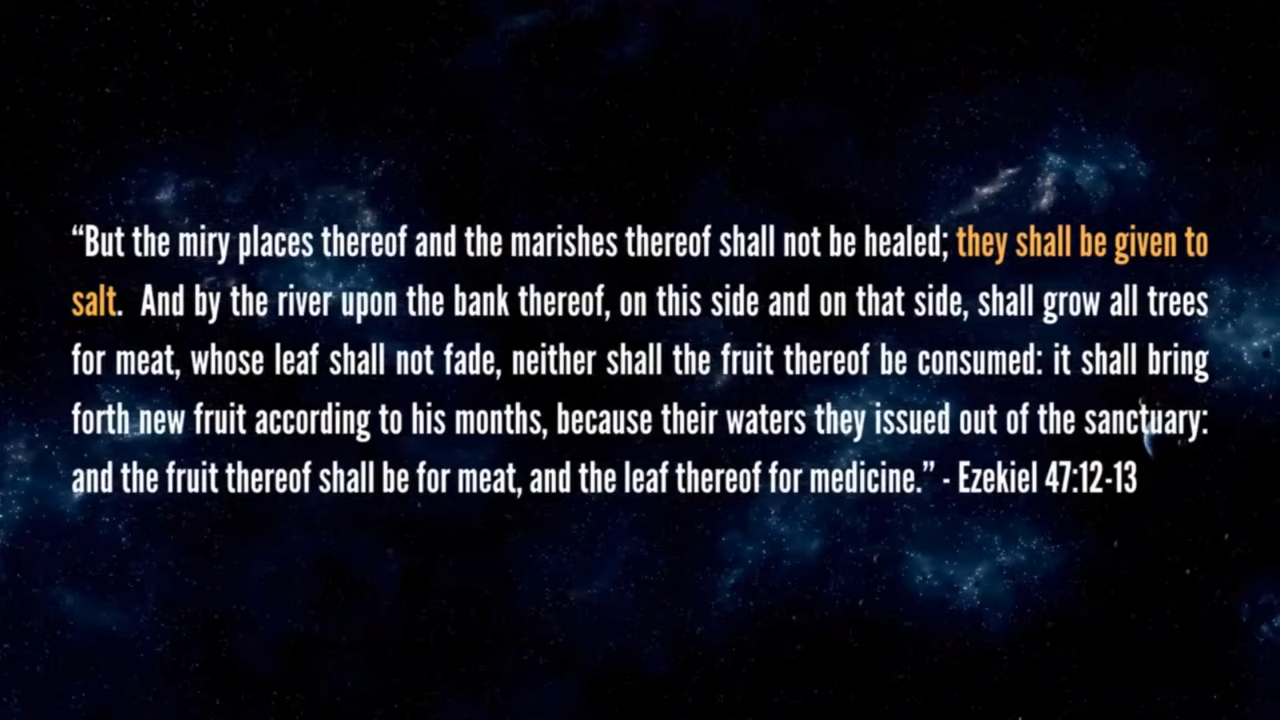 “But the miry places thereof and the marishes thereof shall not be healed; they shall be given to
salt.  And by the river upon the bank thereof, on this side and on that side, shall grow all trees
for meat, whose leaf shall not fade, neither shall the fruit thereof be consumed: it shall bring
forth new fruit according to his months, because their waters they issued out of the sanctuary:
and the fruit thereof shall be for meat, and the leaf thereof for medicine.” - Ezekiel 47:12-13